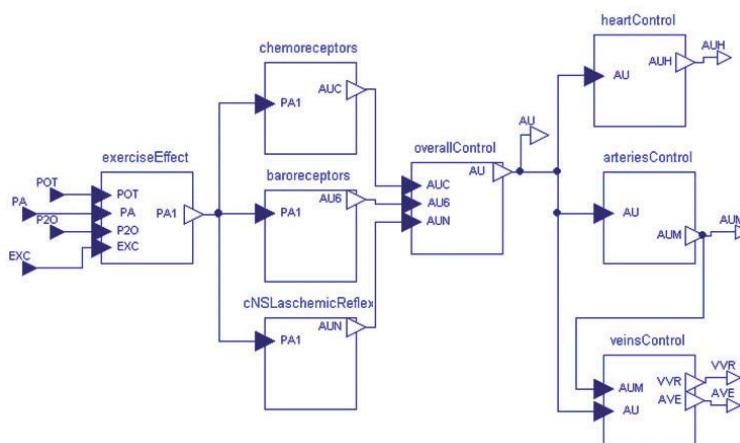 heartControl
AUH
AU
AUH
chemoreceptors
AUC
PA1
overallControl
AU
AU
AUC
AU6
AUN
exerciseEffect
POT
PA
P2O
EXC
POT
PA
P2O
EXC
PA1
baroreceptors
AU6
PA1
arteriesControl
AU
AUM
AUM
cNSLaschemicReflex
AUN
PA1
veinsControl
AUM
AU
VVR
AVE
VVR
AVE